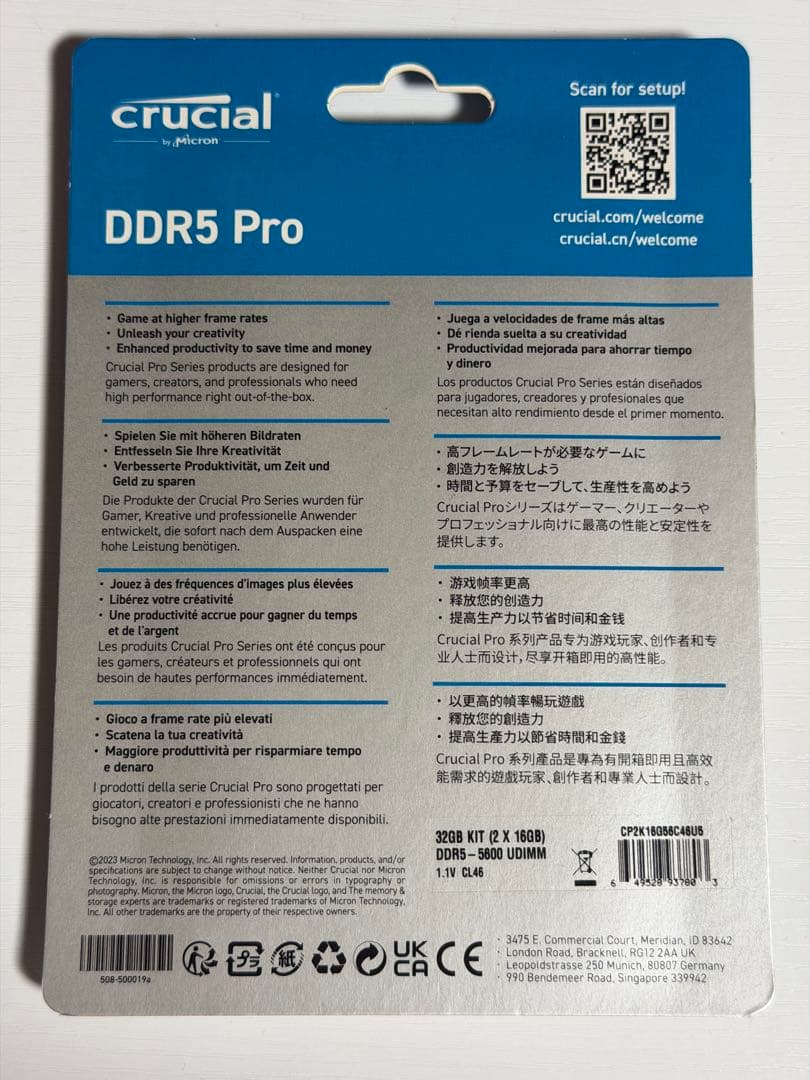 crucial
by Micron
Scan for setup!
crucial.com/welcome
crucial.cn/welcome
DDR5 Pro
· Game at higher frame rates
· Unleash your creativity
· Enhanced productivity to save time and money
Crucial Pro Series products are designed for
gamers, creators, and professionals who need
high performance right out-of-the-box.
· Spielen Sie mit höheren Bildraten
· Entfesseln Sie Ihre Kreativität
· Verbesserte Produktivität, um Zeit und
Geld zu sparen
Die Produkte der Crucial Pro Series wurden für
Gamer, Kreative und professionelle Anwender
entwickelt, die sofort nach dem Auspacken eine
hohe Leistung benötigen.
· Jouez à des fréquences d'images plus élevées
· Libérez votre créativité
· Une productivité accrue pour gagner du temps
et de l'argent
Les produits Crucial Pro Series ont été conçus pour
les gamers, créateurs et professionnels qui ont
besoin de hautes performances immédiatement.
· Gioco a frame rate più elevati
· Scatena la tua creatività
· Maggiore produttività per risparmiare tempo
e denaro
I prodotti della serie Crucial Pro sono progettati per
giocatori, creatori e professionisti che ne hanno
bisogno alte prestazioni immediatamente disponibili.
· Juega a velocidades de frame más altas
· Dé rienda suelta a su creatividad
· Productividad mejorada para ahorrar tiempo
y dinero
Los productos Crucial Pro Series están diseñados
para jugadores, creadores y profesionales que
necesitan alto rendimiento desde el primer momento.
· 高フレームレートが必要なゲームに
· 創造力を解放しよう
· 時間と予算をセーブして、生産性を高めよう
Crucial Proシリーズはゲーマー、クリエーターや
プロフェッショナル向けに最高の性能と安定性を
提供します。
· 游戏帧率更高
· 释放您的创造力
· 提高生产力以节省时间和金钱
Crucial Pro 系列产品专为游戏玩家、创作者和专
业人士而设计，尽享开箱即用的高性能。
· 以更高的幀率暢玩遊戲
· 釋放您的創造力
· 提高生產力以節省時間和金錢
Crucial Pro 系列產品是專為有開箱即用且高效
能需求的遊戲玩家、創作者和專業人士而設計。
32GB KIT (2 X 16GB)
DDR5-5600 UDIMM
1.1V CL46
CP2K16G56C46U5
6 49528 93780 3
©2023 Micron Technology, Inc. All rights reserved. Information, products, and/or
specifications are subject to change without notice. Neither Crucial nor Micron
Technology, Inc. is responsible for omissions or errors in typography or
photography. Micron, the Micron logo, Crucial, the Crucial logo, and The memory &
storage experts are trademarks or registered trademarks of Micron Technology,
Inc. All other trademarks are the property of their respective owners.
508-500019a
プラ
紙
UK
CA
CE
· 3475 E. Commercial Court, Meridian, ID 83642
· London Road, Bracknell, RG12 2AA UK
· Leopoldstrasse 250 Munich, 80807 Germany
· 990 Bendemeer Road, Singapore 339942